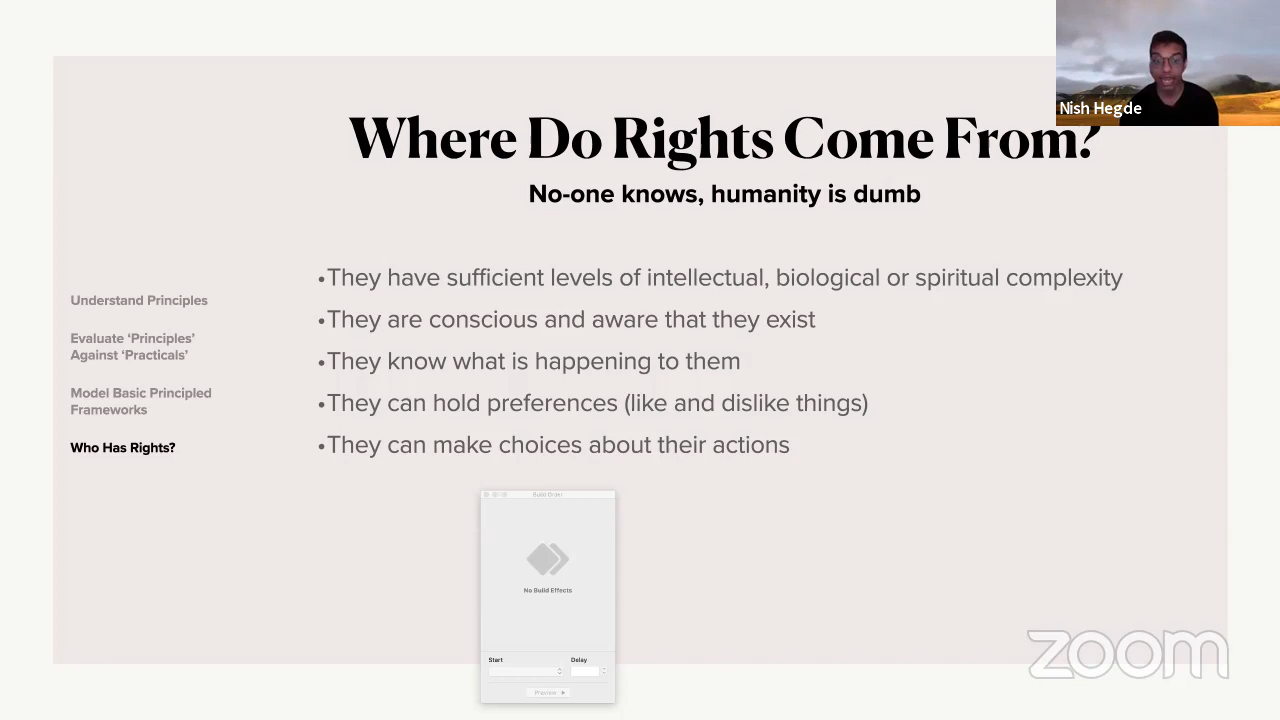 Nish Hegde
Where Do Rights Come From?
No-one knows, humanity is dumb
Understand Principles
Evaluate ‘Principles’
Against ‘Practicals’
Model Basic Principled
Frameworks
Who Has Rights?
•They have sufficient levels of intellectual, biological or spiritual complexity
•They are conscious and aware that they exist
•They know what is happening to them
•They can hold preferences (like and dislike things)
•They can make choices about their actions
Build Order
No Build Effects
Start
Delay
Preview
zoom